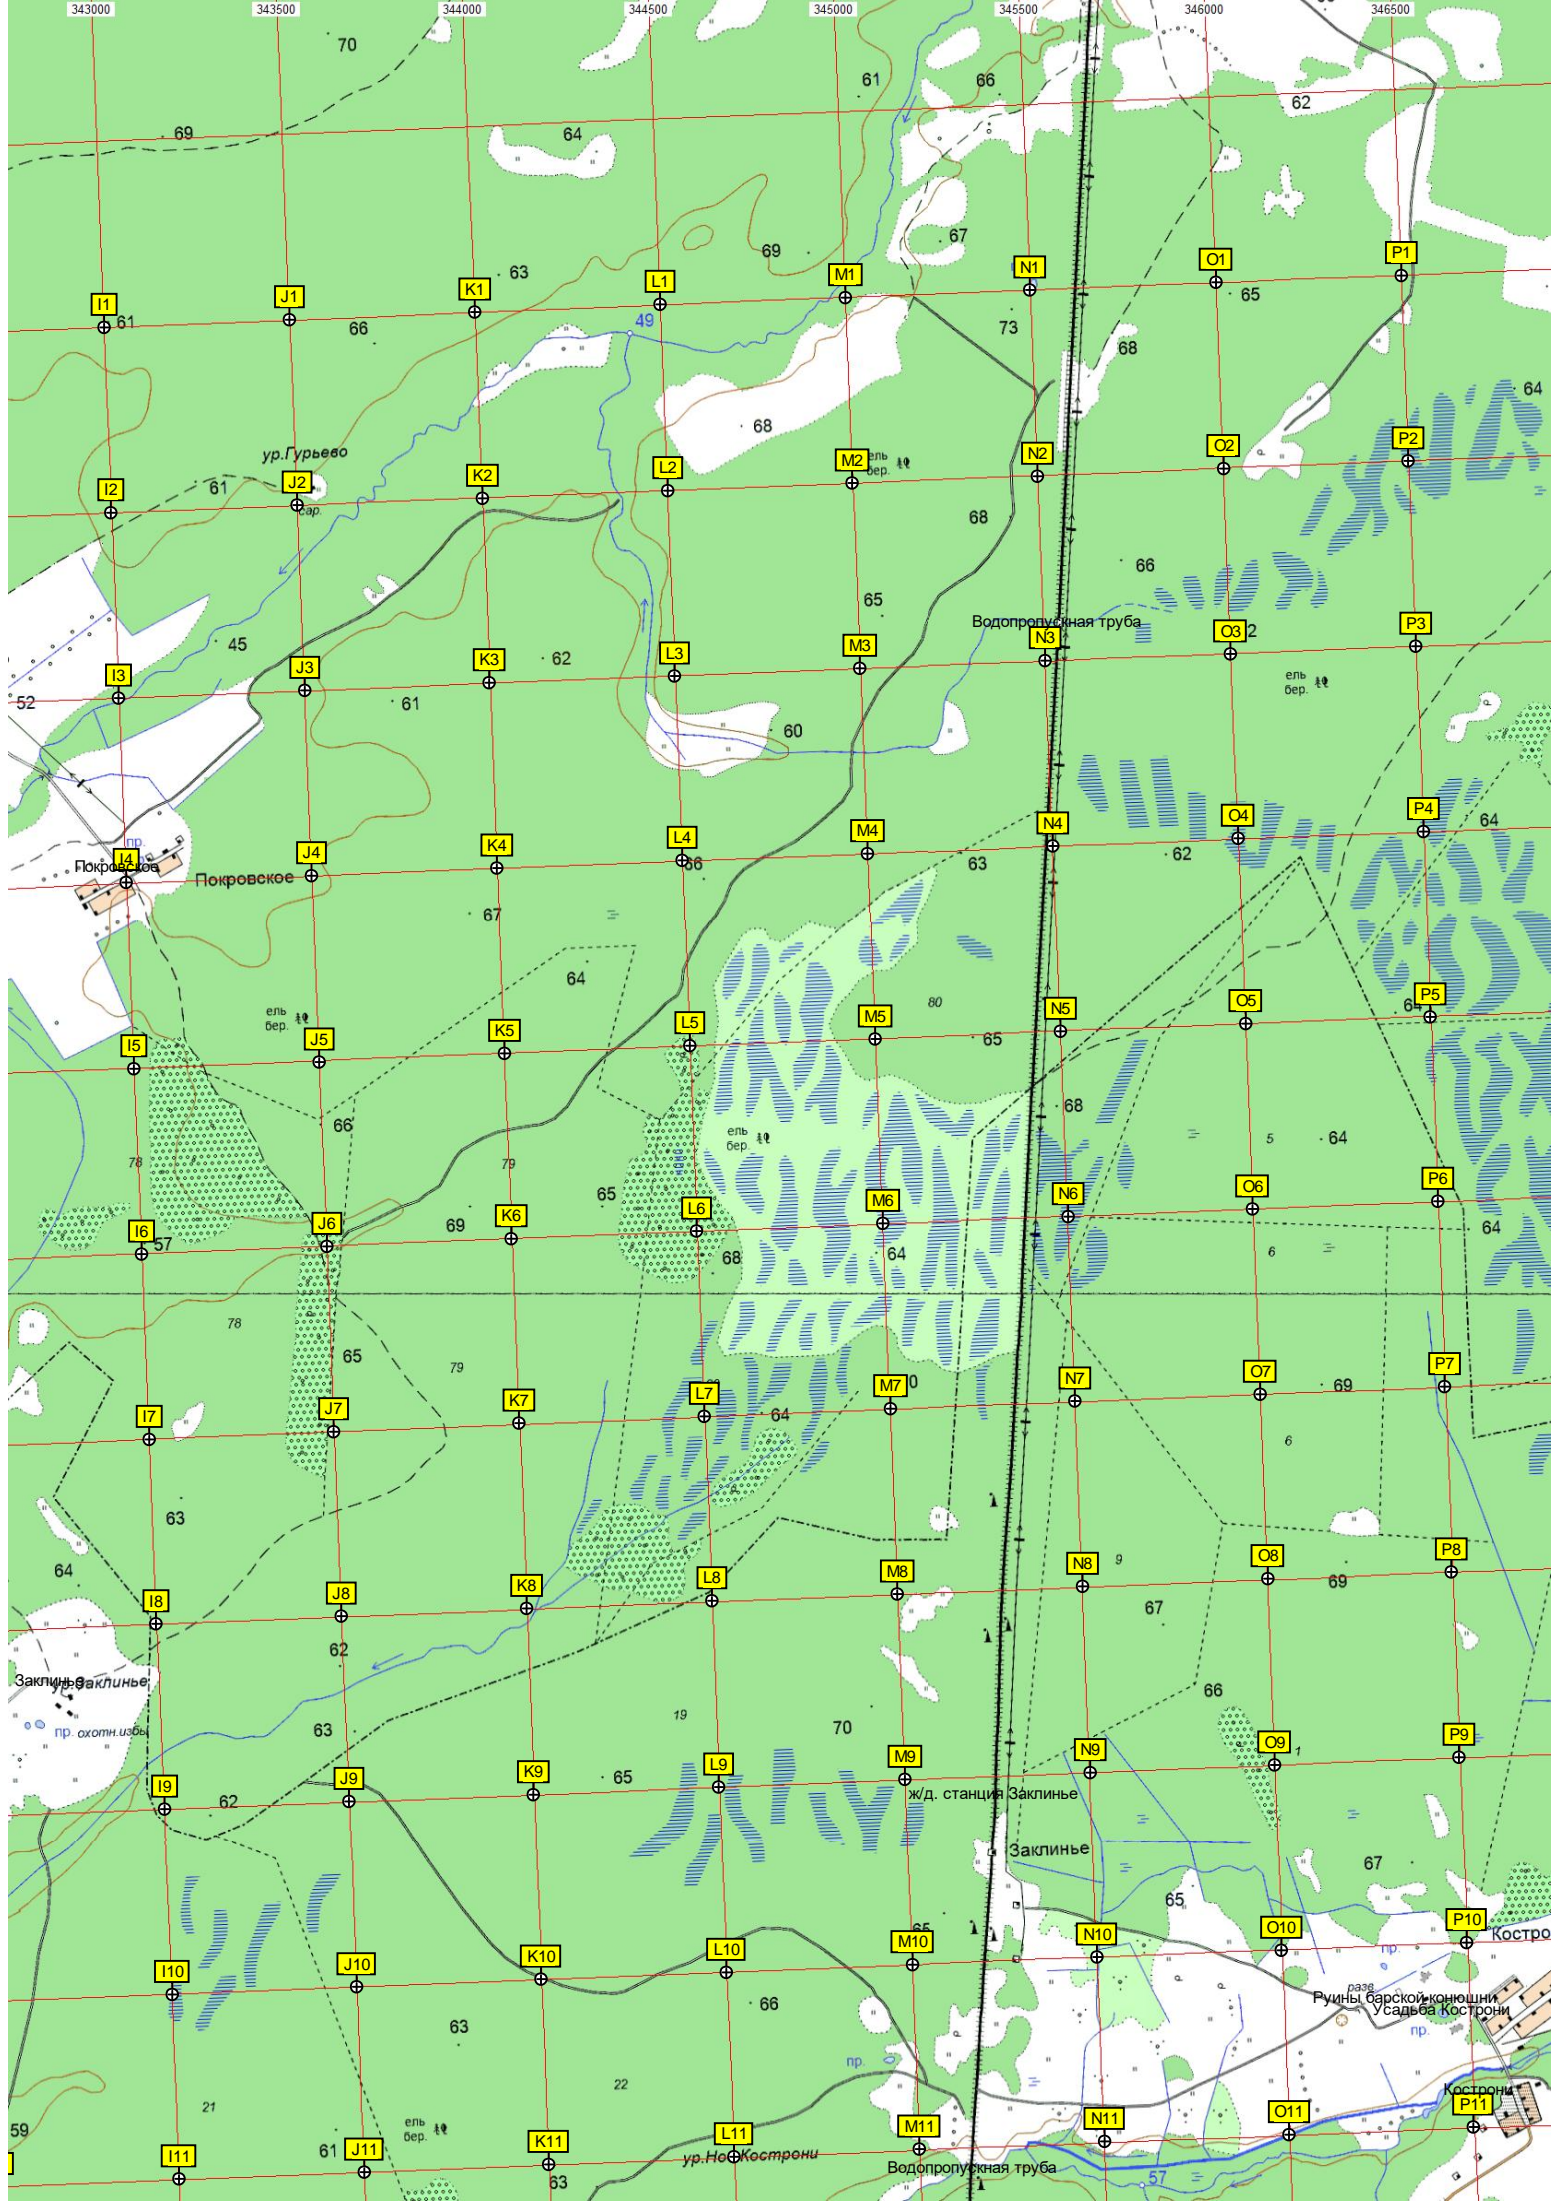 343000 343500 344000 344500 345000 345500 346000 346500
70
61 66
62
69 64
67
69
63
I1 J1 K1 L1 M1 N1 O1 P1
61 66 49 73 65
68
64
68
ур.Гурьево
ель
бер.
I2 J2 K2 L2 M2 N2 O2 P2
61
сар.
68
66
65
Водопропускная труба
45
62
2
I3 J3 K3 L3 M3 N3 O3 P3
ель
бер.
52 61
60
64
пр.
I4 J4 K4 L4 M4 N4 O4 P4
Покровское
Покровское
66 63 62
67
64
80
ель
бер.
64
65
I5 J5 K5 L5 M5 N5 O5 P5
68
66
ель
бер.
5 64
78 79
65
69
I6 J6 K6 L6 M6 N6 O6 P6
57 68 64 6 64
78
65
79
0 69
64
I7 J7 K7 L7 M7 N7 O7 P7
6
63
64
9
69
67
I8 J8 K8 L8 M8 N8 O8 P8
62
Заклинье
ур.Заклинье
66
пр. охотн.избы
63
19
70
1
65
62
I9 J9 K9 L9 M9 N9 O9 P9
ж/д. станция Заклинье
Заклинье
67
65
65
I10 J10 K10 L10 M10 N10 O10 P10
Костро
пр.
разв
Руины барской конюшни
Усадьба Кострони
пр.
66
63
пр.
22
21
Кострони
59
ель
бер.
61
I11 J11 K11 L11 M11 N11 O11 P11
63
Водопропускная труба
57